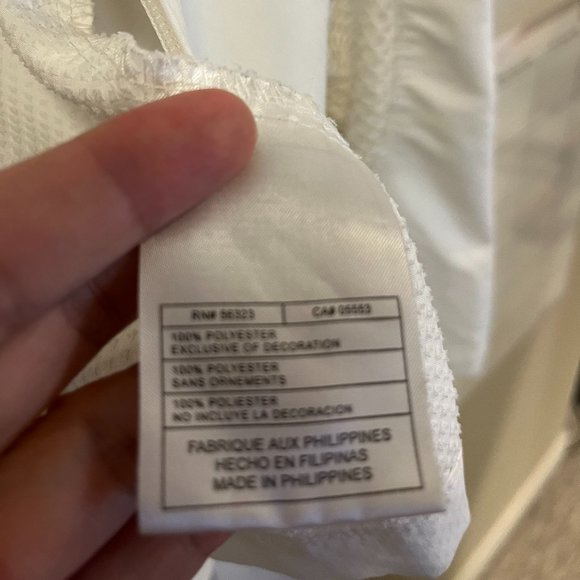 RN# 56323 CA# 05553
100% POLYESTER
EXCLUSIVE OF DECORATION
100% POLYESTER
SANS ORNEMENTS
100% POLIESTER
NO INCLUYE LA DECORACION
FABRIQUE AUX PHILIPPINES
HECHO EN FILIPINAS
MADE IN PHILIPPINES